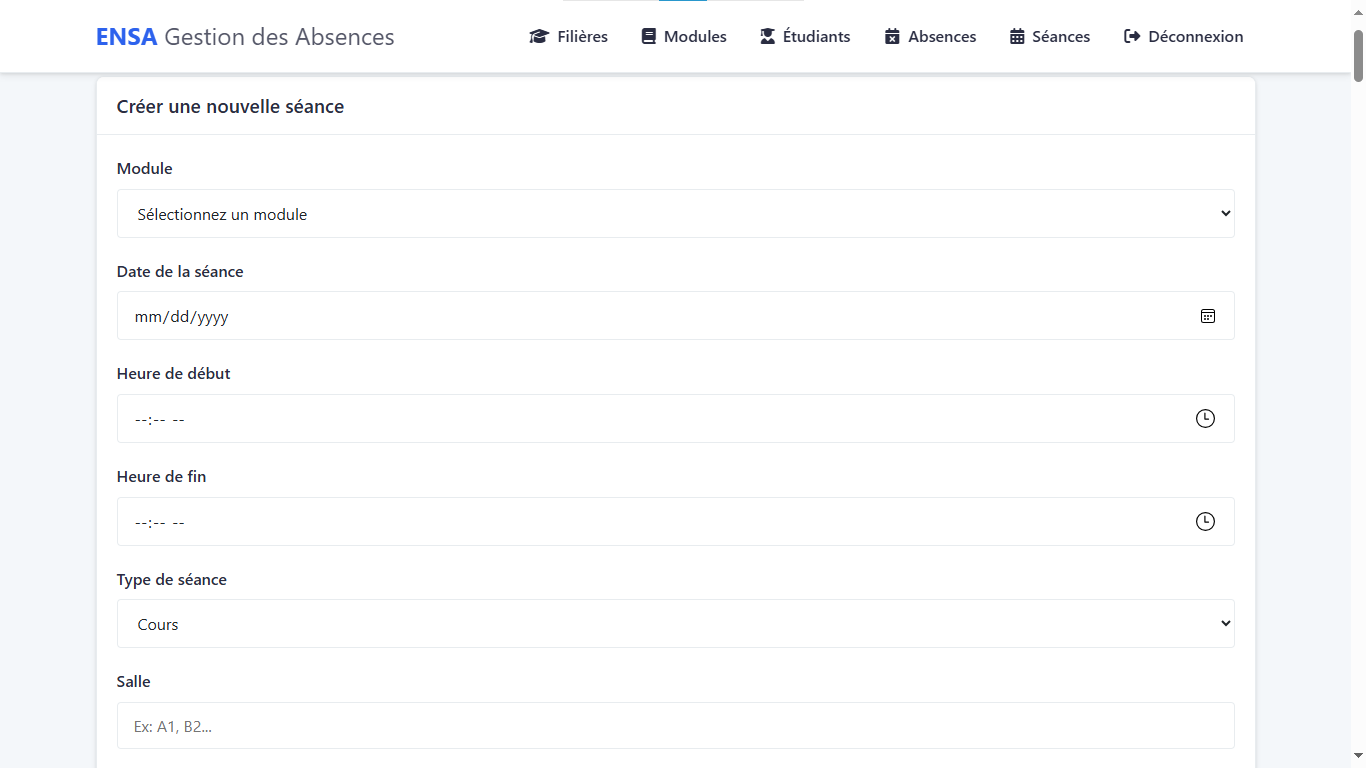 ENSA Gestion des Absences
Filières
Modules
Étudiants
Absences
Séances
Déconnexion
Créer une nouvelle séance
Module
Sélectionnez un module
Date de la séance
mm/dd/yyyy
Heure de début
--:-- --
Heure de fin
--:-- --
Type de séance
Cours
Salle
Ex: A1, B2...